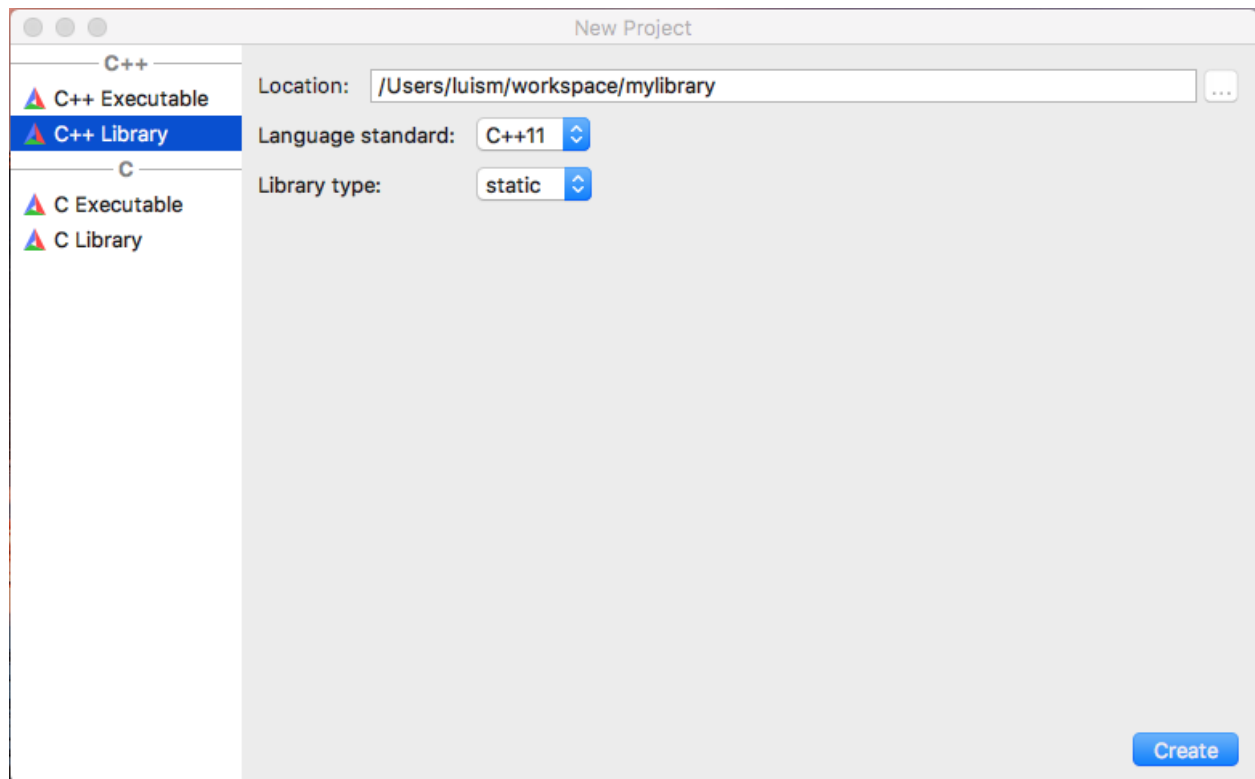 New Project
C++
C++ Executable
C++ Library
C
C Executable
C Library
Location: /Users/luism/workspace/mylibrary ...
Language standard: C++11
Library type: static
Create